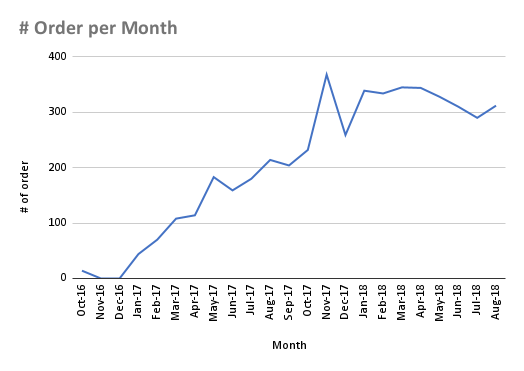 # Order per Month
400
300
200
100
0
# of order
Oct-16
Nov-16
Dec-16
Jan-17
Feb-17
Mar-17
Apr-17
May-17
Jun-17
Jul-17
Aug-17
Sep-17
Oct-17
Nov-17
Dec-17
Jan-18
Feb-18
Mar-18
Apr-18
May-18
Jun-18
Jul-18
Aug-18
Month